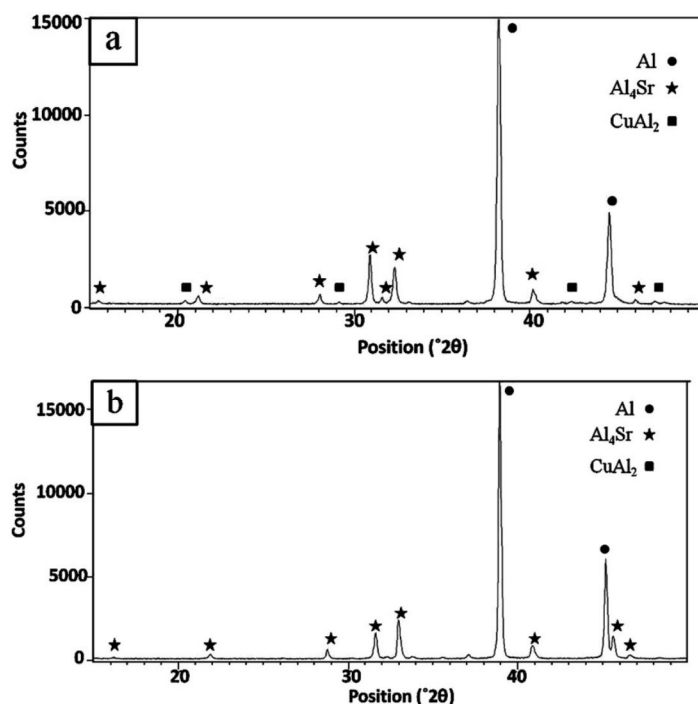 a
15000
10000
5000
0
Counts
20
30
40
Position (˚2θ)
Al ●
Al₄Sr ★
CuAl₂ ■
b
15000
10000
5000
0
Counts
20
30
40
Position (˚2θ)
Al ●
Al₄Sr ★
CuAl₂ ■